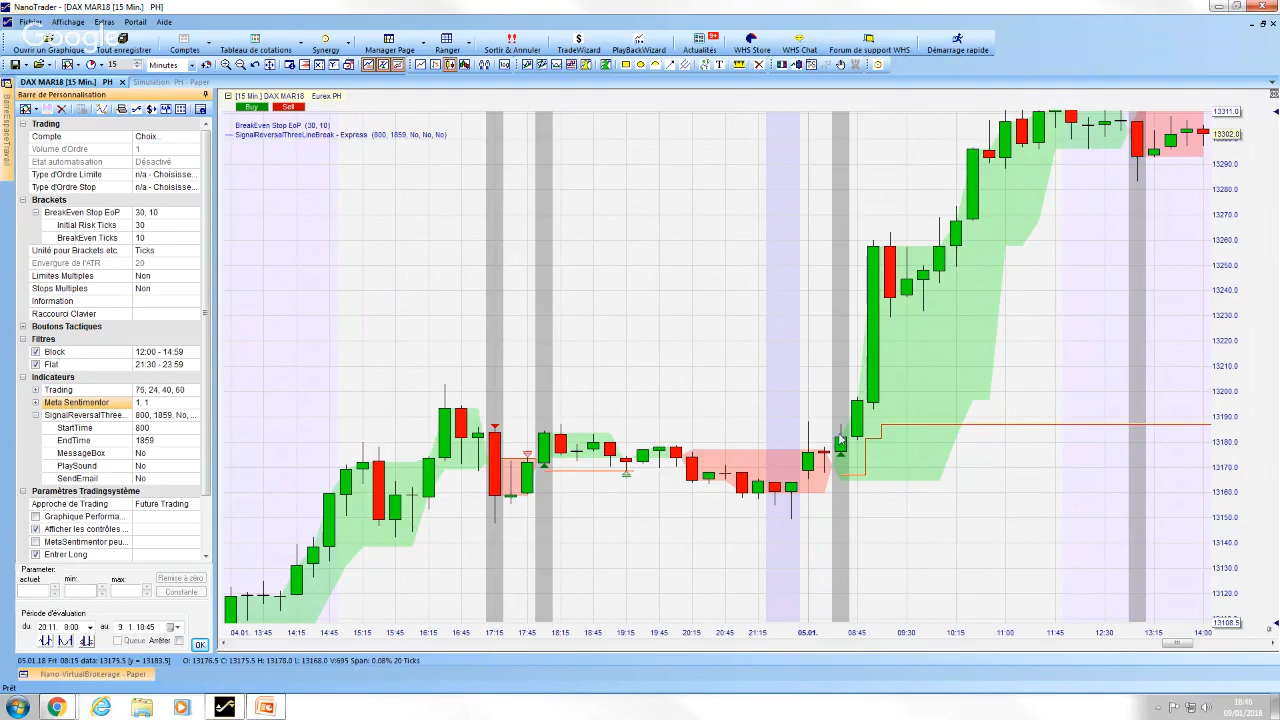 NanoTrader - [DAX MAR18 [15 Min.] PH]
Fichier Affichage Extras Portail Aide
Google
Ouvrir un Graphique Tout enregistrer Comptes Tableau de cotations Synergy Manager Page Ranger Sortir & Annuler TradeWizard PlayBackWizard Actualités 9+ WHS Store WHS Chat Forum de support WHS Démarrage rapide
15 Minutes
DAX MAR18 [15 Min.] PH Simulation PH Paper
Barre de Personnalisation
BarreEspaceTravail
Trading
Compte Choix...
Volume d'Ordre 1
Etat automatisation Désactivé
Type d'Ordre Limite n/a - Choisisse...
Type d'Ordre Stop n/a - Choisisse...
Brackets
BreakEven Stop EoP 30, 10
Initial Risk Ticks 30
BreakEven Ticks 10
Unité pour Brackets etc. Ticks
Envergure de l'ATR 20
Limites Multiples Non
Stops Multiples Non
Information
Raccourci Clavier
Boutons Tactiques
Filtres
Block 12:00 - 14:59
Flat 21:30 - 23:59
Indicateurs
Trading 76, 24, 40, 60
Meta Sentimentor 1, 1
SignalReversalThree... 800, 1859, No, ...
StartTime 800
EndTime 1859
MessageBox No
PlaySound No
SendEmail No
Paramètres Tradingsystème
Approche de Trading Future Trading
Graphique Performa...
Afficher les contrôles ...
MetaSentimentor peu...
Entrer Long
Parameter:
actuel: min: max: Remise à zéro
Constante
Période d'évaluation
du: 20.11. 8:00 au: 9. 1. 18:45
Queue Arrêter OK
[15 Min] DAX MAR18 Eurex PH
Buy Sell
BreakEven Stop EoP (30, 10)
SignalReversalThreeLineBreak - Express (800, 1859, No, No, No)
13311.0
13302.0
13290.0
13280.0
13270.0
13260.0
13250.0
13240.0
13230.0
13220.0
13210.0
13200.0
13190.0
13180.0
13170.0
13160.0
13150.0
13140.0
13130.0
13120.0
13108.5
04.01. 13:45 14:15 14:45 15:15 15:45 16:15 16:45 17:15 17:45 18:15 18:45 19:15 19:45 20:15 20:45 21:15 05.01. 08:45 09:30 10:15 11:00 11:45 12:30 13:15 14:00
05.01.18 Fri 08:15 data: 13175.5 [y = 13183.5] O: 13176.5 C: 13175.5 H: 13178.0 L: 13168.0 V:695 Span: 0.08% 20 Ticks
Nano-VirtualBrokerage - Paper
Prêt
18:46
09/01/2018